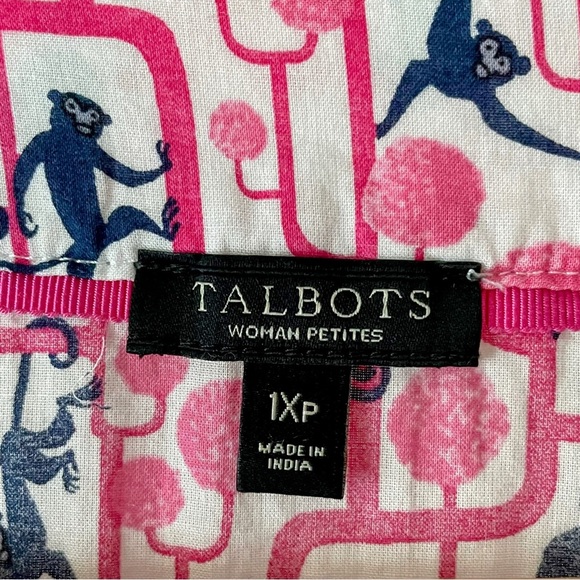 TALBOTS
WOMAN PETITES
1XP
MADE IN
INDIA